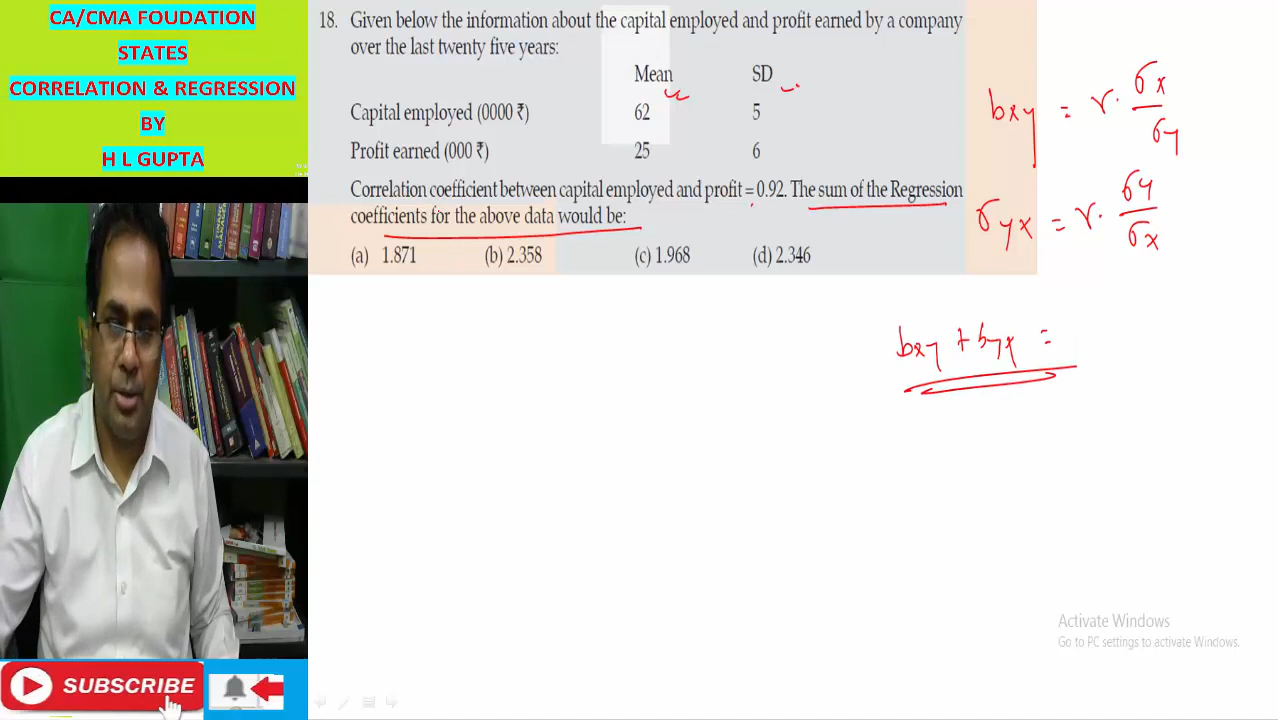 CA/CMA FOUDATION
STATES
CORRELATION & REGRESSION
BY
H L GUPTA
18. Given below the information about the capital employed and profit earned by a company
over the last twenty five years:
Mean SD
Capital employed (0000 ₹) 62 5
Profit earned (000 ₹) 25 6
Correlation coefficient between capital employed and profit = 0.92. The sum of the Regression
coefficients for the above data would be:
(a) 1.871 (b) 2.358 (c) 1.968 (d) 2.346
bxy = r · σx / σy
σyx = r · σy / σx
bxy + byx =
SUBSCRIBE
Activate Windows
Go to PC settings to activate Windows.